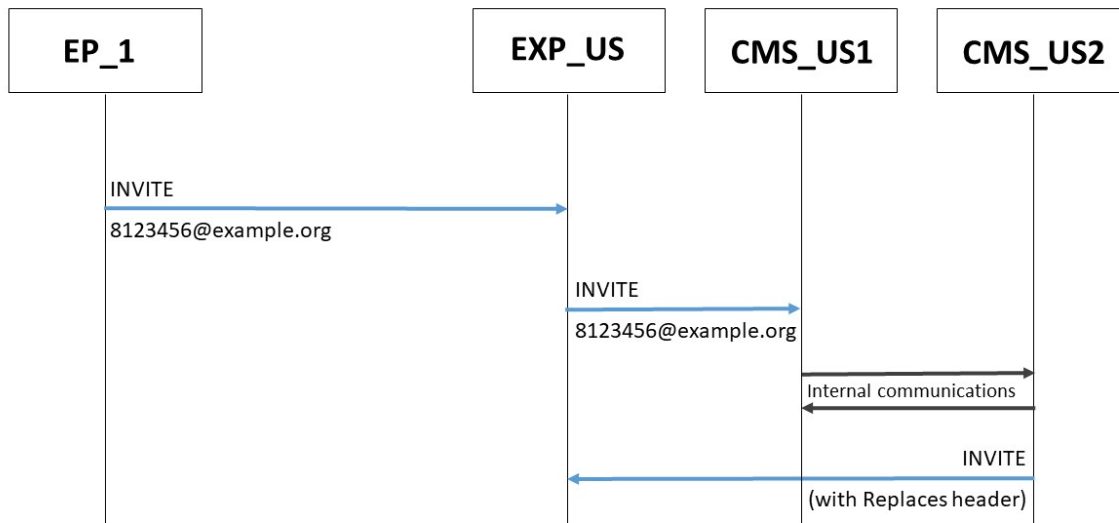 EP_1
EXP_US
CMS_US1
CMS_US2
INVITE
8123456@example.org
INVITE
8123456@example.org
Internal communications
INVITE
(with Replaces header)